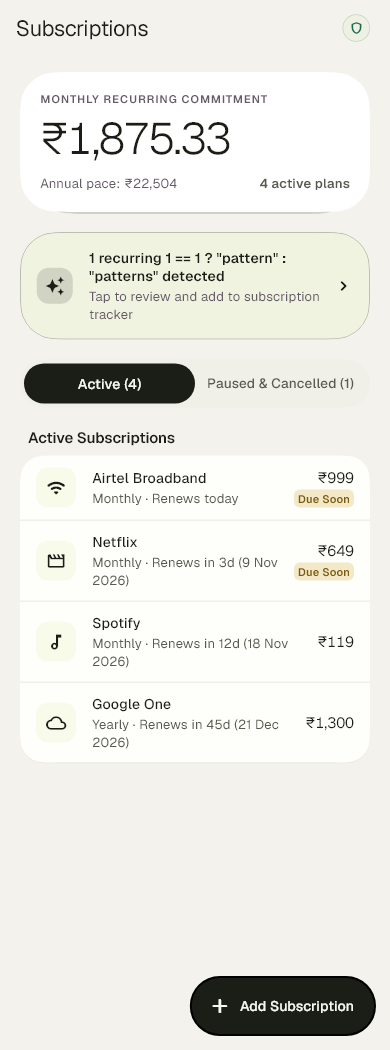 Subscriptions
MONTHLY RECURRING COMMITMENT
₹1,875.33
Annual pace: ₹22,504
4 active plans
1 recurring 1 == 1 ? "pattern" :
"patterns" detected
Tap to review and add to subscription
tracker
Active (4)
Paused & Cancelled (1)
Active Subscriptions
Airtel Broadband
₹999
Monthly · Renews today
Due Soon
Netflix
₹649
Monthly · Renews in 3d (9 Nov
2026)
Due Soon
Spotify
Monthly · Renews in 12d (18 Nov
2026)
₹119
Google One
Yearly · Renews in 45d (21 Dec
2026)
₹1,300
Add Subscription